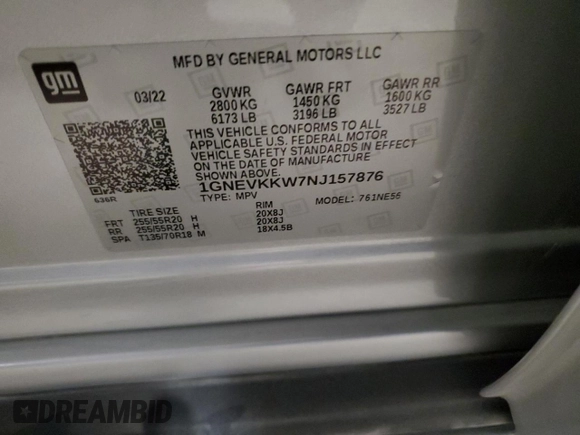 gm
MFD BY GENERAL MOTORS LLC
03/22 GVWR GAWR FRT GAWR RR
2800 KG 1450 KG 1600 KG
6173 LB 3196 LB 3527 LB
THIS VEHICLE CONFORMS TO ALL
APPLICABLE U.S. FEDERAL MOTOR
VEHICLE SAFETY STANDARDS IN EFFECT
ON THE DATE OF MANUFACTURE
SHOWN ABOVE.
1GNEVKKW7NJ157876
636R
TYPE: MPV MODEL: 761NE56
TIRE SIZE RIM
FRT 255/55R20 H 20X8J
RR 255/55R20 H 20X8J
SPA T135/70R18 M 18X4.5B
DREAMBID